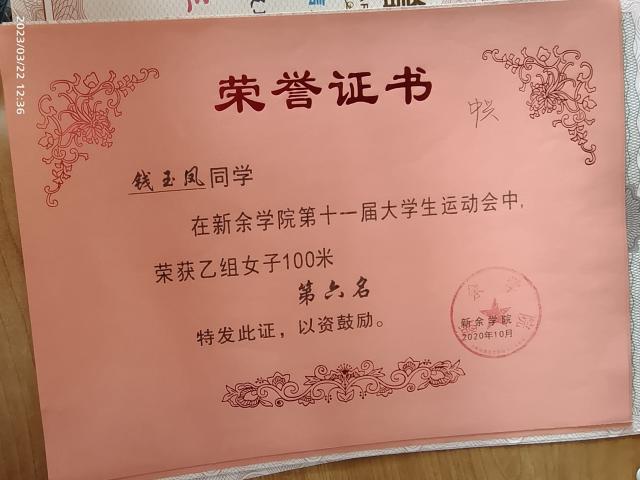 2023/03/22 12:36
荣誉证书
钱玉凤同学
在新余学院第十一届大学生运动会中,
荣获乙组女子100米
第六名
特发此证，以资鼓励。
新余学院
2020年10月